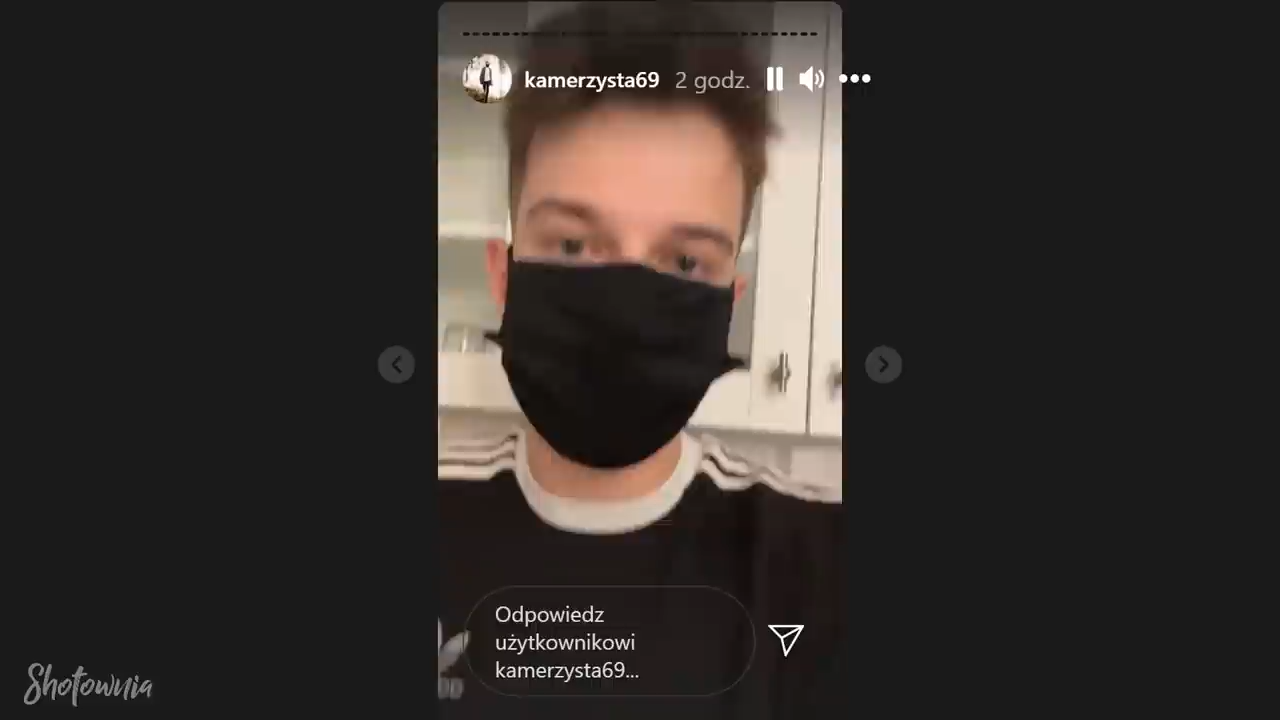 kamerzysta69 2 godz.
Odpowiedz
użytkownikowi
kamerzysta69...
Shotownia